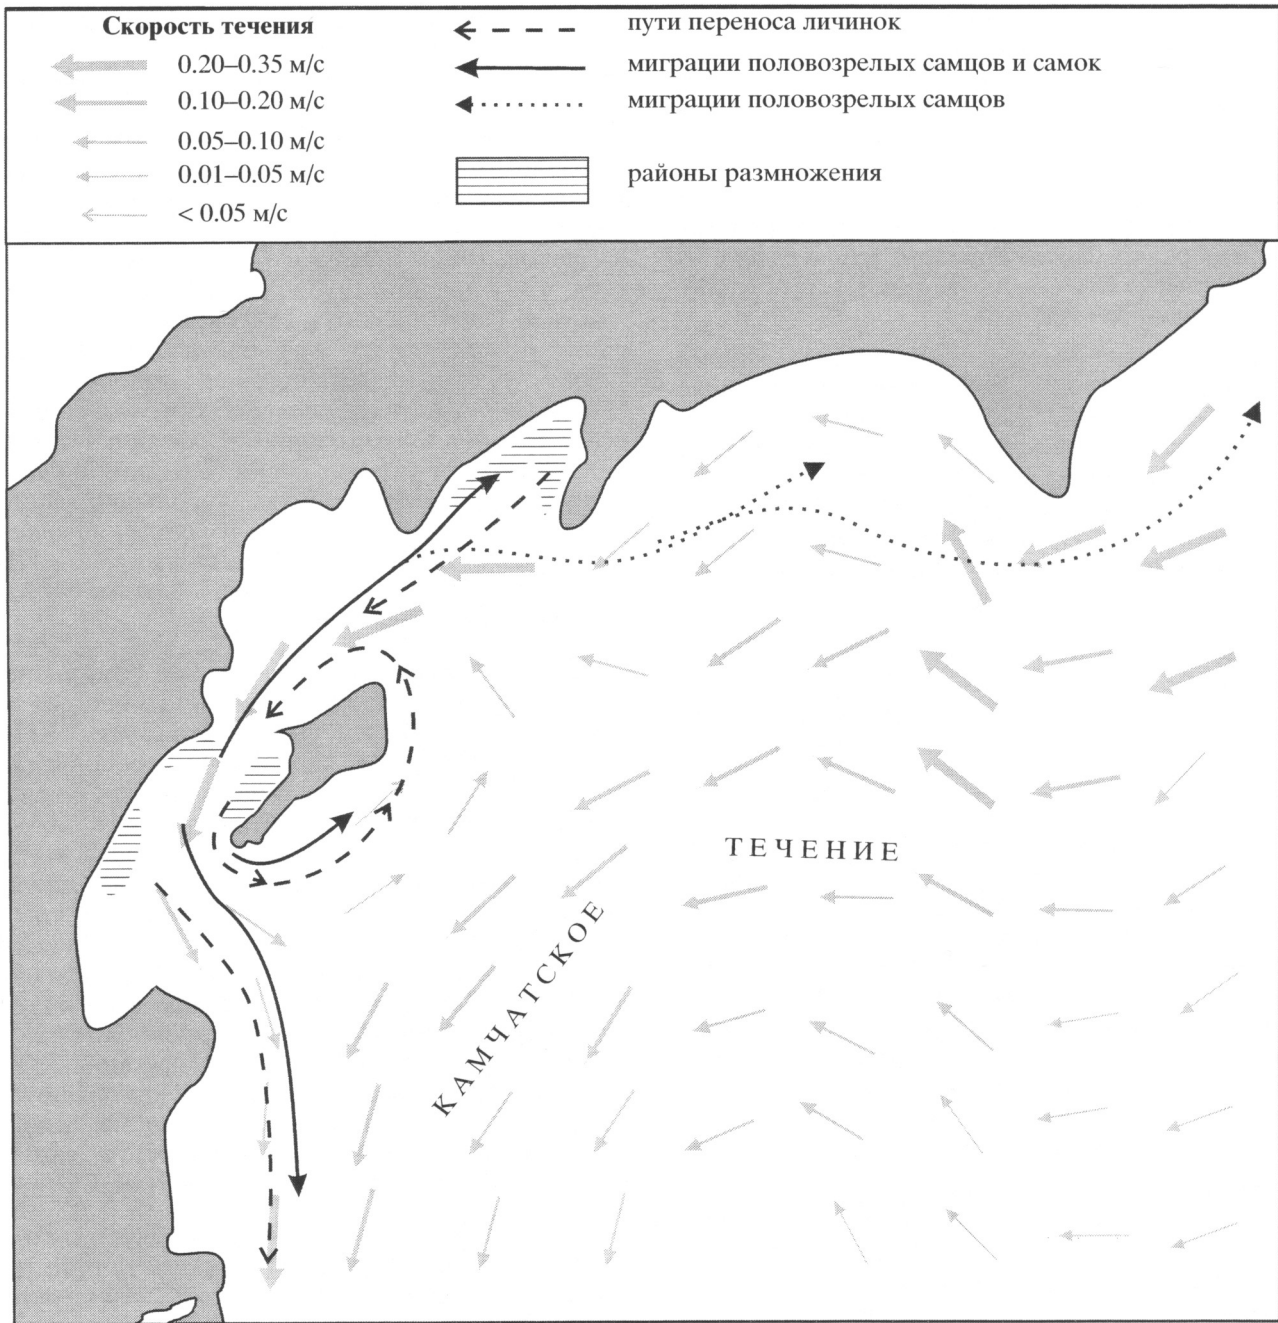 Скорость течения
0.20–0.35 м/с
0.10–0.20 м/с
0.05–0.10 м/с
0.01–0.05 м/с
< 0.05 м/с
пути переноса личинок
миграции половозрелых самцов и самок
миграции половозрелых самцов
районы размножения
КАМЧАТСКОЕ
ТЕЧЕНИЕ